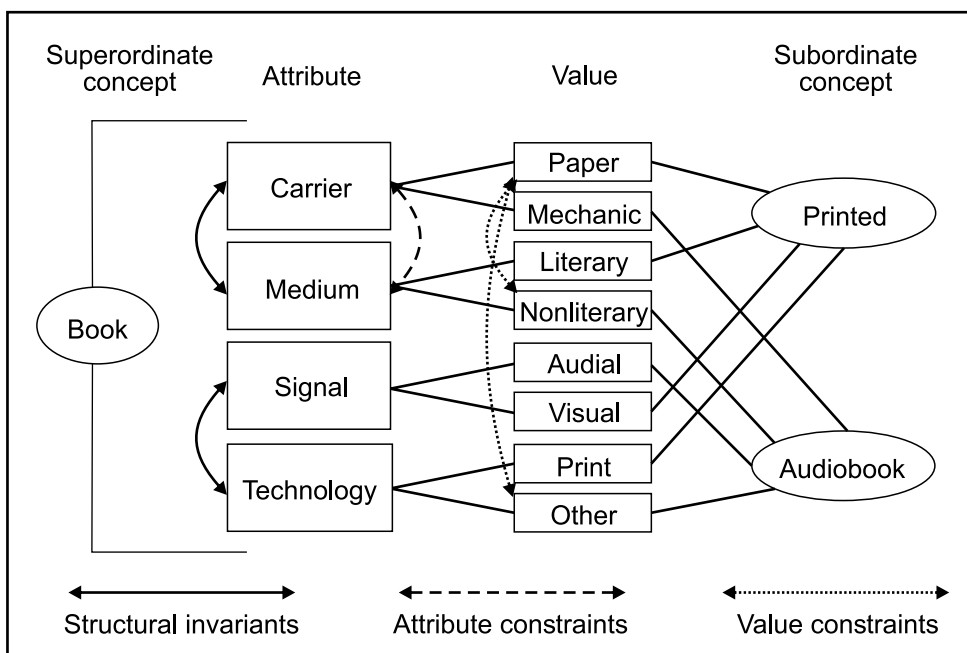 Superordinate
concept
Attribute
Value
Subordinate
concept
Book
Carrier
Medium
Signal
Technology
Paper
Mechanic
Literary
Nonliterary
Audial
Visual
Print
Other
Printed
Audiobook
Structural invariants
Attribute constraints
Value constraints